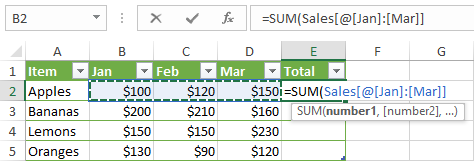 B2 fx =SUM(Sales[@[Jan]:[Mar]]
A B C D E F G
1 Item Jan Feb Mar Total
2 Apples $100 $120 $150 =SUM(Sales[@[Jan]:[Mar]]
3 Bananas $200 $210 $160 SUM(number1, [number2], ...)
4 Lemons $150 $150 $230
5 Oranges $130 $90 $120